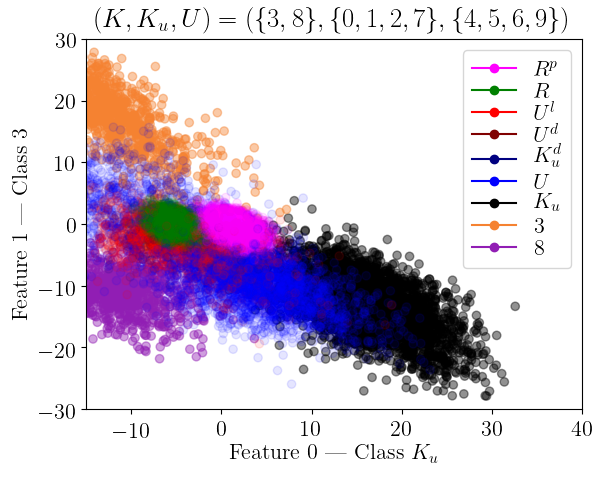 (K, K_u, U) = ({3, 8}, {0, 1, 2, 7}, {4, 5, 6, 9})
30
20
10
0
−10
−20
−30
Feature 1 — Class 3
R^p
R
U^l
U^d
K_u^d
U
K_u
3
8
−10
0
10
20
30
40
Feature 0 — Class K_u